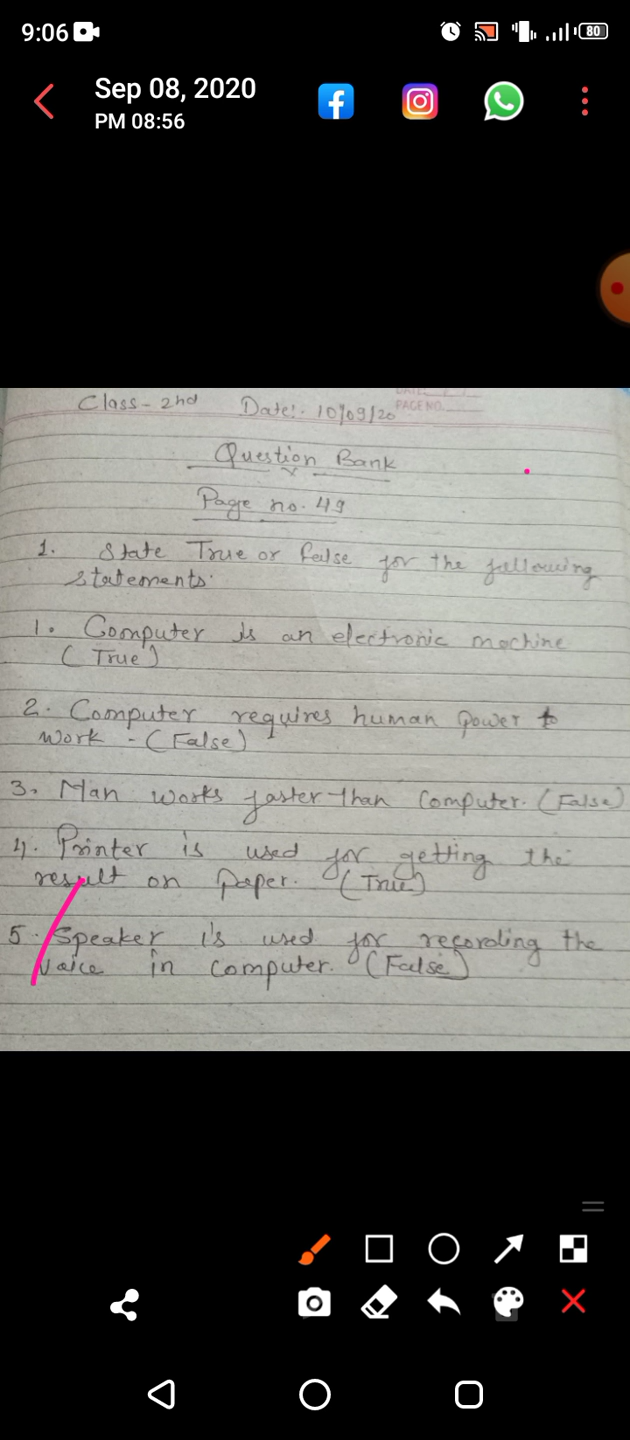 9:06
80
Sep 08, 2020
PM 08:56
Class - 2nd Date:- 10/09/20
PAGE NO.
Question Bank
Page no. 49
1. State True or False for the following
statements.
1. Computer is an electronic machine
(True)
2. Computer requires human power to
work - (False)
3. Man works faster than Computer. (False)
4. Printer is used for getting the
result on paper. (True)
5. Speaker is used for recording the
Voice in computer. (False)